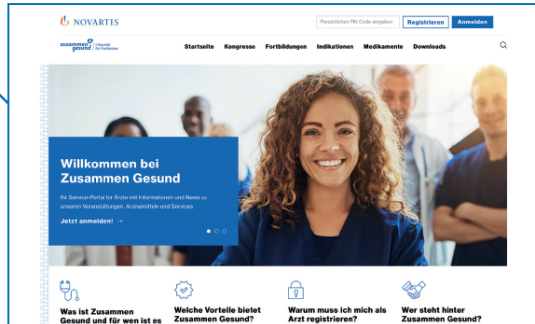 NOVARTIS
Persönlichen PIN Code eingeben
Registrieren
Anmelden
zusammen
gesund
Startseite Kongresse Fortbildungen Indikationen Medikamente Downloads
Willkommen bei
Zusammen Gesund
Ihr Service-Portal für Ärzte mit Informationen und News zu
unseren Veranstaltungen, Arzneimitteln und Services
Jetzt anmelden! →
Was ist Zusammen
Gesund und für wen ist es
Welche Vorteile bietet
Zusammen Gesund?
Warum muss ich mich als
Arzt registrieren?
Wer steht hinter
Zusammen Gesund?